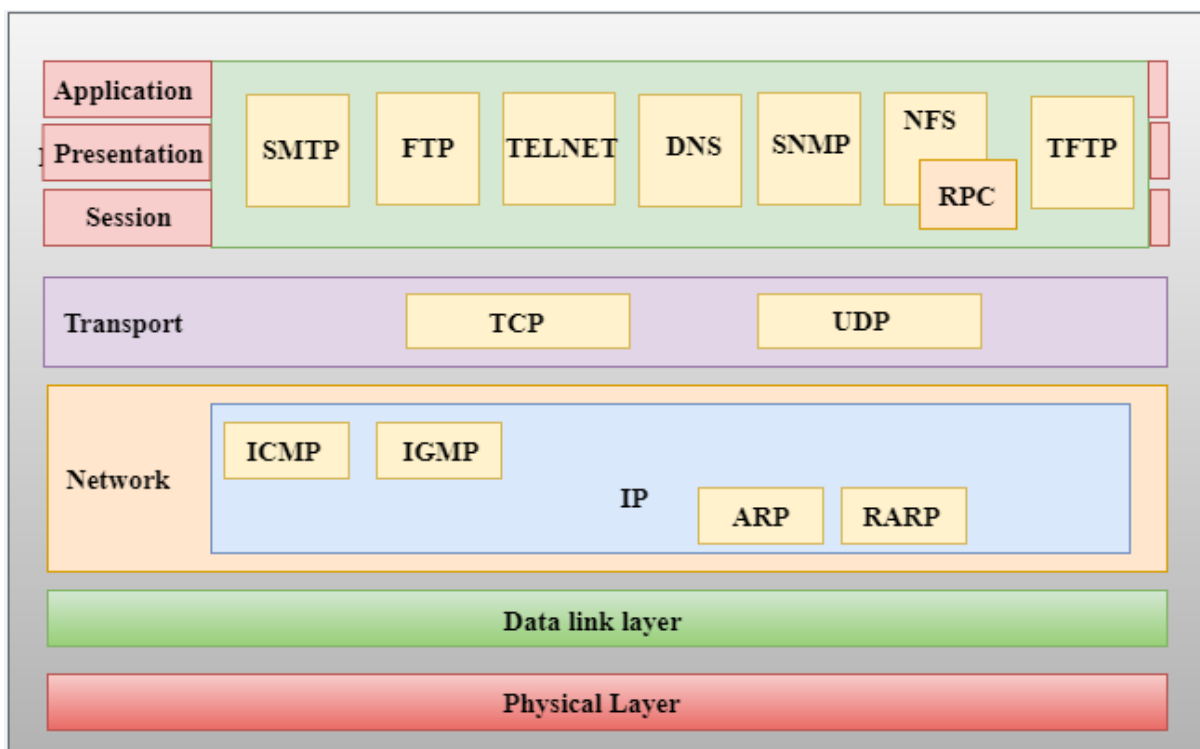 Application
Presentation
Session
SMTP FTP TELNET DNS SNMP NFS TFTP
RPC
Transport TCP UDP
ICMP IGMP
Network IP ARP RARP
Data link layer
Physical Layer